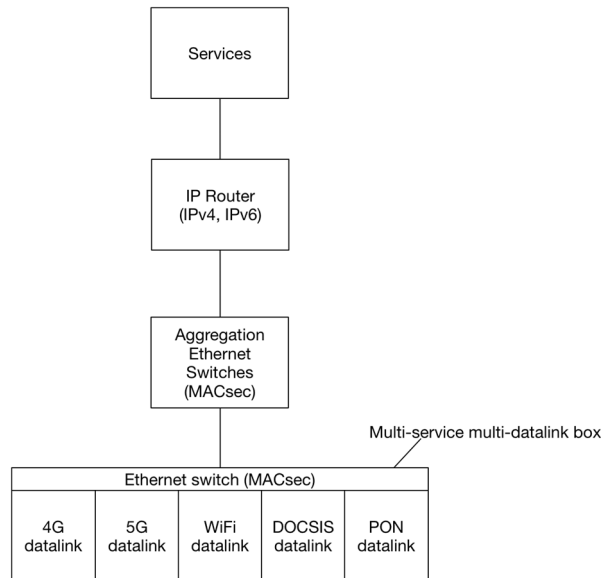 Services
IP Router
(IPv4, IPv6)
Aggregation
Ethernet
Switches
(MACsec)
Multi-service multi-datalink box
Ethernet switch (MACsec)
4G
datalink
5G
datalink
WiFi
datalink
DOCSIS
datalink
PON
datalink